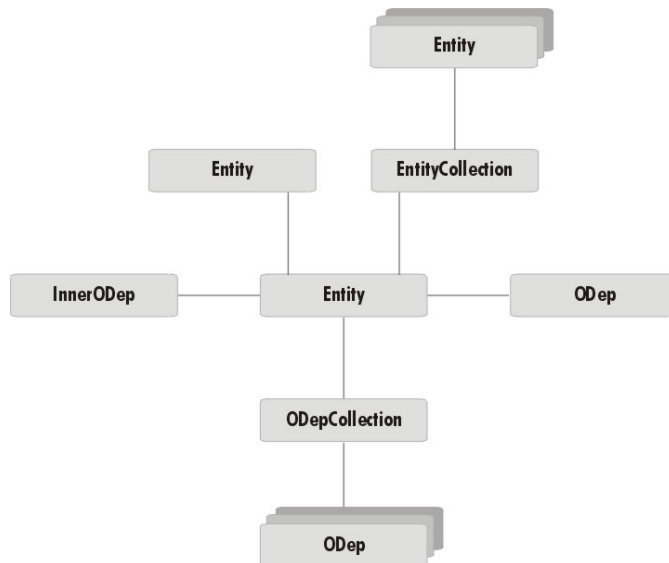 Entity
Entity
EntityCollection
InnerODep
Entity
ODep
ODepCollection
ODep